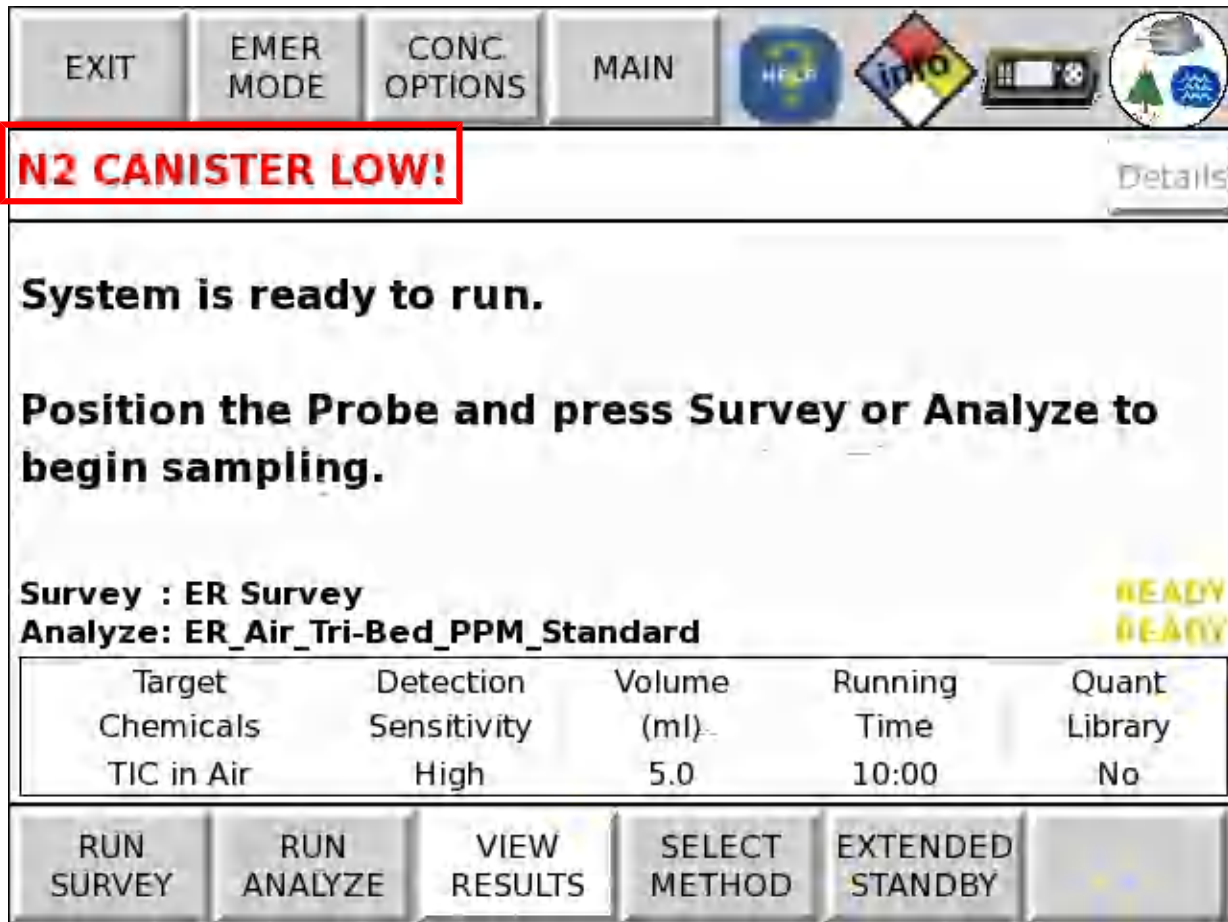 EXIT
EMER
MODE
CONC.
OPTIONS
MAIN
HELP
info
N2 CANISTER LOW!
Details
System is ready to run.
Position the Probe and press Survey or Analyze to
begin sampling.
Survey : ER Survey READY
Analyze: ER_Air_Tri-Bed_PPM_Standard READY
Target Detection Volume Running Quant
Chemicals Sensitivity (ml) Time Library
TIC in Air High 5.0 10:00 No
RUN
SURVEY
RUN
ANALYZE
VIEW
RESULTS
SELECT
METHOD
EXTENDED
STANDBY